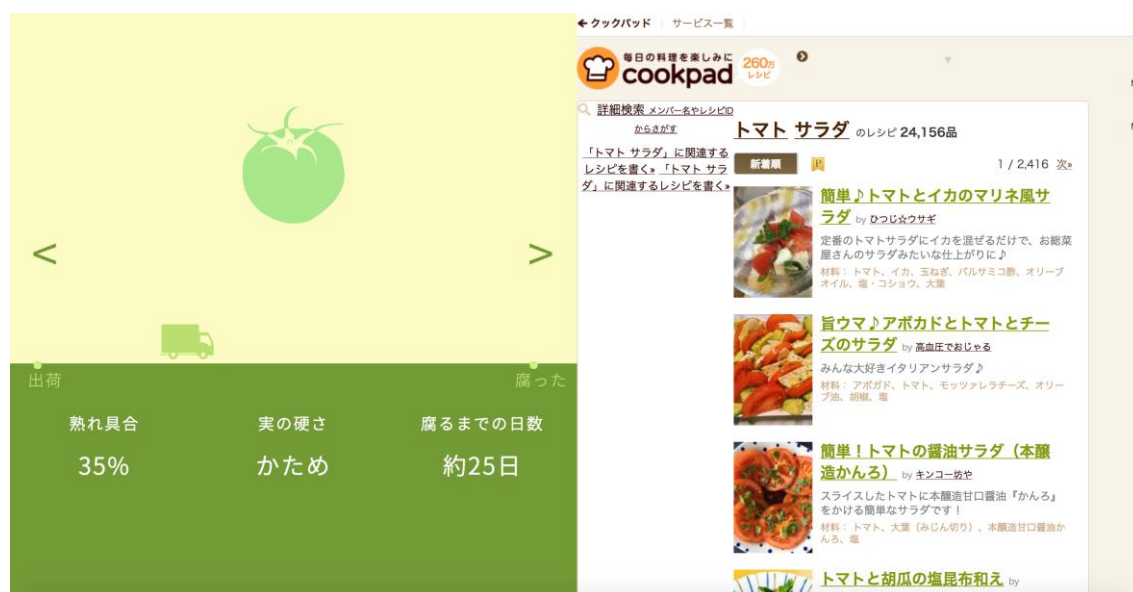 <
>
出荷
腐った
熟れ具合
実の硬さ
腐るまでの日数
35%
かため
約25日
クックパッド
サービス一覧
毎日の料理を楽しみに
cookpad
260万
レシピ
詳細検索 メンバー名やレシピID
からさがす
「トマト サラダ」に関連する
レシピを書く» 「トマト サラ
ダ」に関連するレシピを書く»
トマト サラダ のレシピ 24,156品
新着順
1 / 2,416 次»
簡単♪トマトとイカのマリネ風サ
ラダ by ひつじ☆ウサギ
定番のトマトサラダにイカを混ぜるだけで、お総菜
屋さんのサラダみたいな仕上がりに♪
材料： トマト、イカ、玉ねぎ、バルサミコ酢、オリーブ
オイル、塩・コショウ、大葉
旨ウマ♪アボカドとトマトとチー
ズのサラダ by 高血圧でおじゃる
みんな大好きイタリアンサラダ♪
材料： アボガド、トマト、モッツァレラチーズ、オリー
ブ油、胡椒、塩
簡単！トマトの醤油サラダ（本醸
造かんろ） by キンコー坊や
スライスしたトマトに本醸造甘口醤油『かんろ』
をかける簡単なサラダです！
材料： トマト、大葉（みじん切り）、本醸造甘口醤油か
んろ、塩
トマトと胡瓜の塩昆布和え by